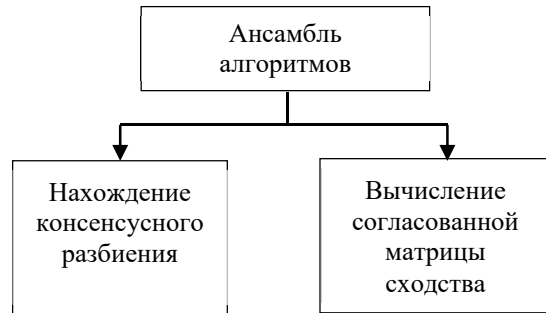 Ансамбль
алгоритмов
Нахождение
консенсусного
разбиения
Вычисление
согласованной
матрицы
сходства